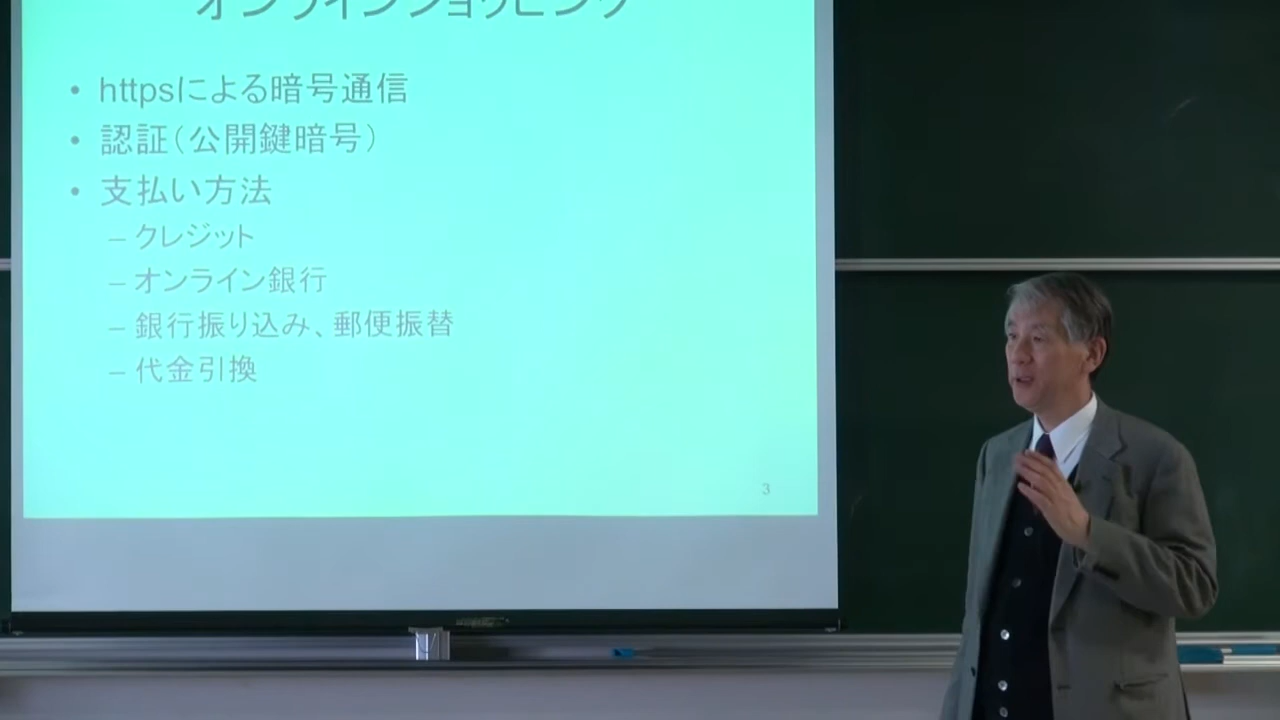 オンラインショッピング
• httpsによる暗号通信
• 認証（公開鍵暗号）
• 支払い方法
– クレジット
– オンライン銀行
– 銀行振り込み、郵便振替
– 代金引換
3